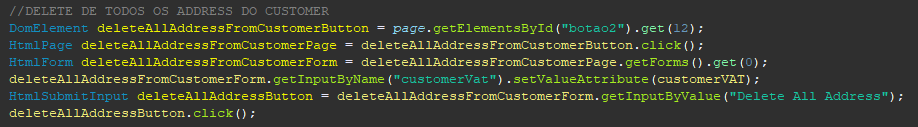 //DELETE DE TODOS OS ADDRESS DO CUSTOMER
DomElement deleteAllAddressFromCustomerButton = page.getElementsById("botao2").get(12);
HtmlPage deleteAllAddressFromCustomerPage = deleteAllAddressFromCustomerButton.click();
HtmlForm deleteAllAddressFromCustomerForm = deleteAllAddressFromCustomerPage.getForms().get(0);
deleteAllAddressFromCustomerForm.getInputByName("customerVat").setValueAttribute(customerVAT);
HtmlSubmitInput deleteAllAddressButton = deleteAllAddressFromCustomerForm.getInputByValue("Delete All Address");
deleteAllAddressButton.click();